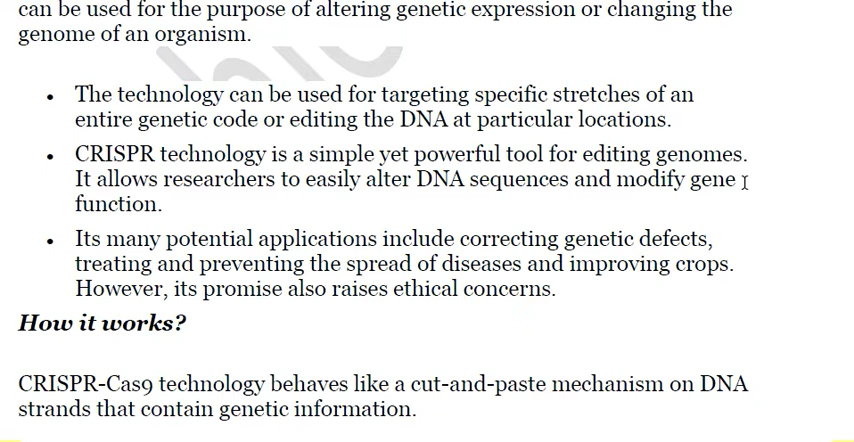 can be used for the purpose of altering genetic expression or changing the
genome of an organism.
• The technology can be used for targeting specific stretches of an
entire genetic code or editing the DNA at particular locations.
• CRISPR technology is a simple yet powerful tool for editing genomes.
It allows researchers to easily alter DNA sequences and modify gene
function.
• Its many potential applications include correcting genetic defects,
treating and preventing the spread of diseases and improving crops.
However, its promise also raises ethical concerns.
How it works?
CRISPR-Cas9 technology behaves like a cut-and-paste mechanism on DNA
strands that contain genetic information.